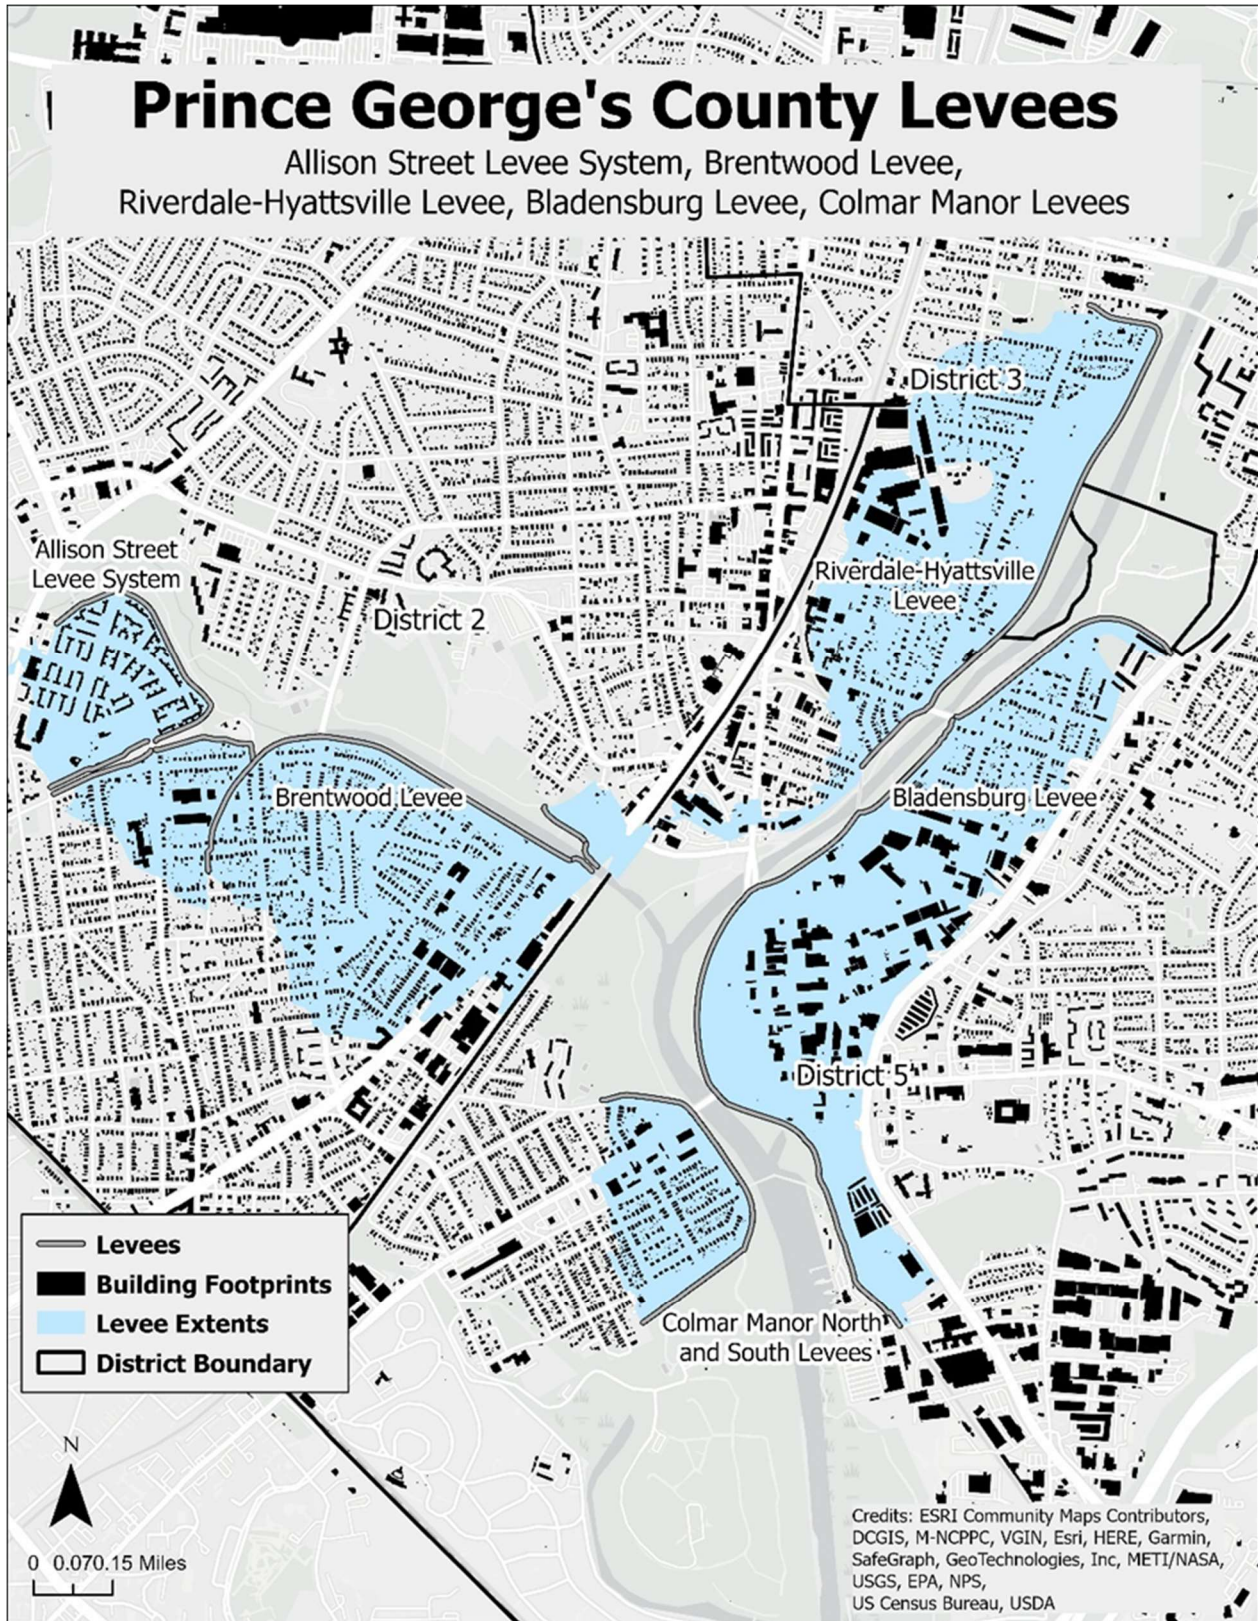 Prince George's County Levees
Allison Street Levee System, Brentwood Levee,
Riverdale-Hyattsville Levee, Bladensburg Levee, Colmar Manor Levees
District 3
Allison Street
Levee System
Riverdale-Hyattsville
Levee
District 2
Brentwood Levee
Bladensburg Levee
District 5
Colmar Manor North
and South Levees
Levees
Building Footprints
Levee Extents
District Boundary
N
0 0.070.15 Miles
Credits: ESRI Community Maps Contributors,
DCGIS, M-NCPPC, VGIN, Esri, HERE, Garmin,
SafeGraph, GeoTechnologies, Inc, METI/NASA,
USGS, EPA, NPS,
US Census Bureau, USDA